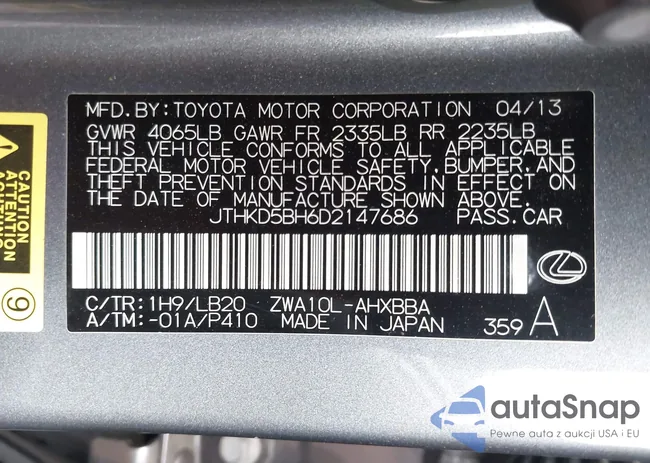 MFD.BY:TOYOTA MOTOR CORPORATION 04/13
GVWR 4065LB GAWR FR 2335LB RR 2235LB
THIS VEHICLE CONFORMS TO ALL APPLICABLE
FEDERAL MOTOR VEHICLE SAFETY,BUMPER,AND
THEFT PREVENTION STANDARDS IN EFFECT ON
THE DATE OF MANUFACTURE SHOWN ABOVE.
JTHKD5BH6D2147686 PASS.CAR
C/TR:1H9/LB20 ZWA10L-AHXBBA
A/TM:-01A/P410 MADE IN JAPAN 359 A
CAUTION
ATTENTION
9
autaSnap
Pewne auta z aukcji USA i EU